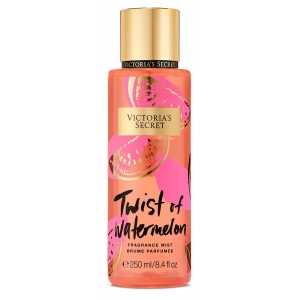 VICTORIA'S
SECRET
Twist of
Watermelon
FRAGRANCE MIST
BRUME PARFUMÉE
℮ 250 ml/8.4 fl oz